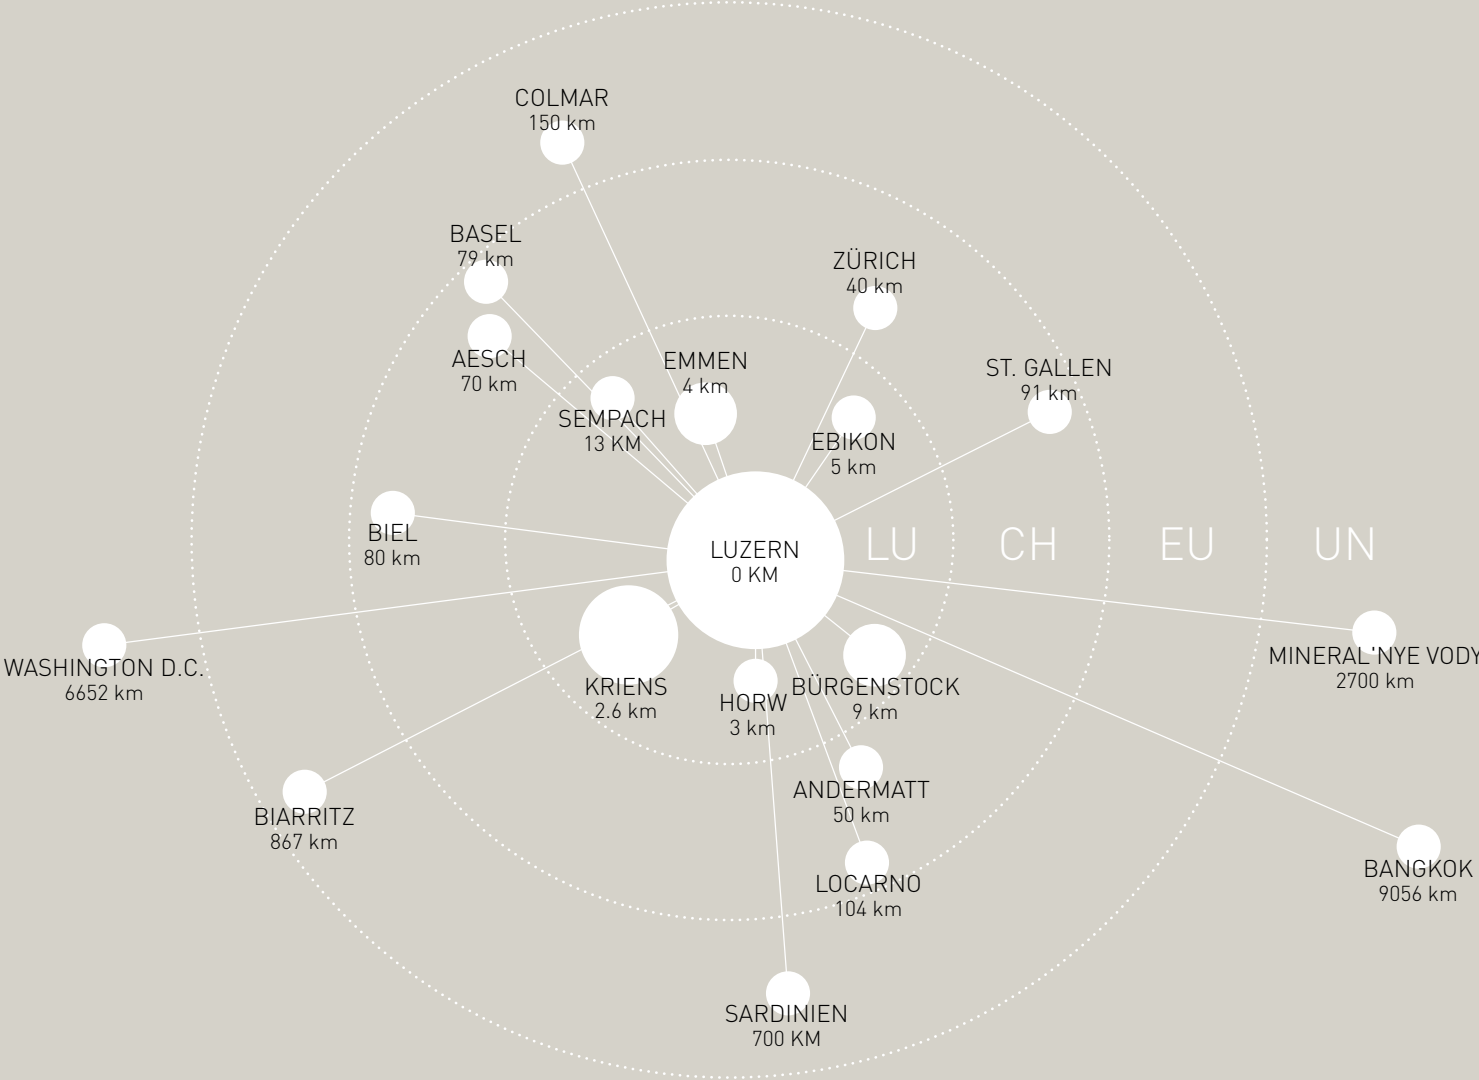 COLMAR
150 km
BASEL
79 km
ZÜRICH
40 km
AESCH
70 km
EMMEN
4 km
ST. GALLEN
91 km
SEMPACH
13 KM
EBIKON
5 km
BIEL
80 km
LUZERN
0 KM
LU CH EU UN
WASHINGTON D.C.
6652 km
MINERAL'NYE VODY
2700 km
KRIENS
2.6 km
HORW
3 km
BÜRGENSTOCK
9 km
ANDERMATT
50 km
BIARRITZ
867 km
LOCARNO
104 km
BANGKOK
9056 km
SARDINIEN
700 KM